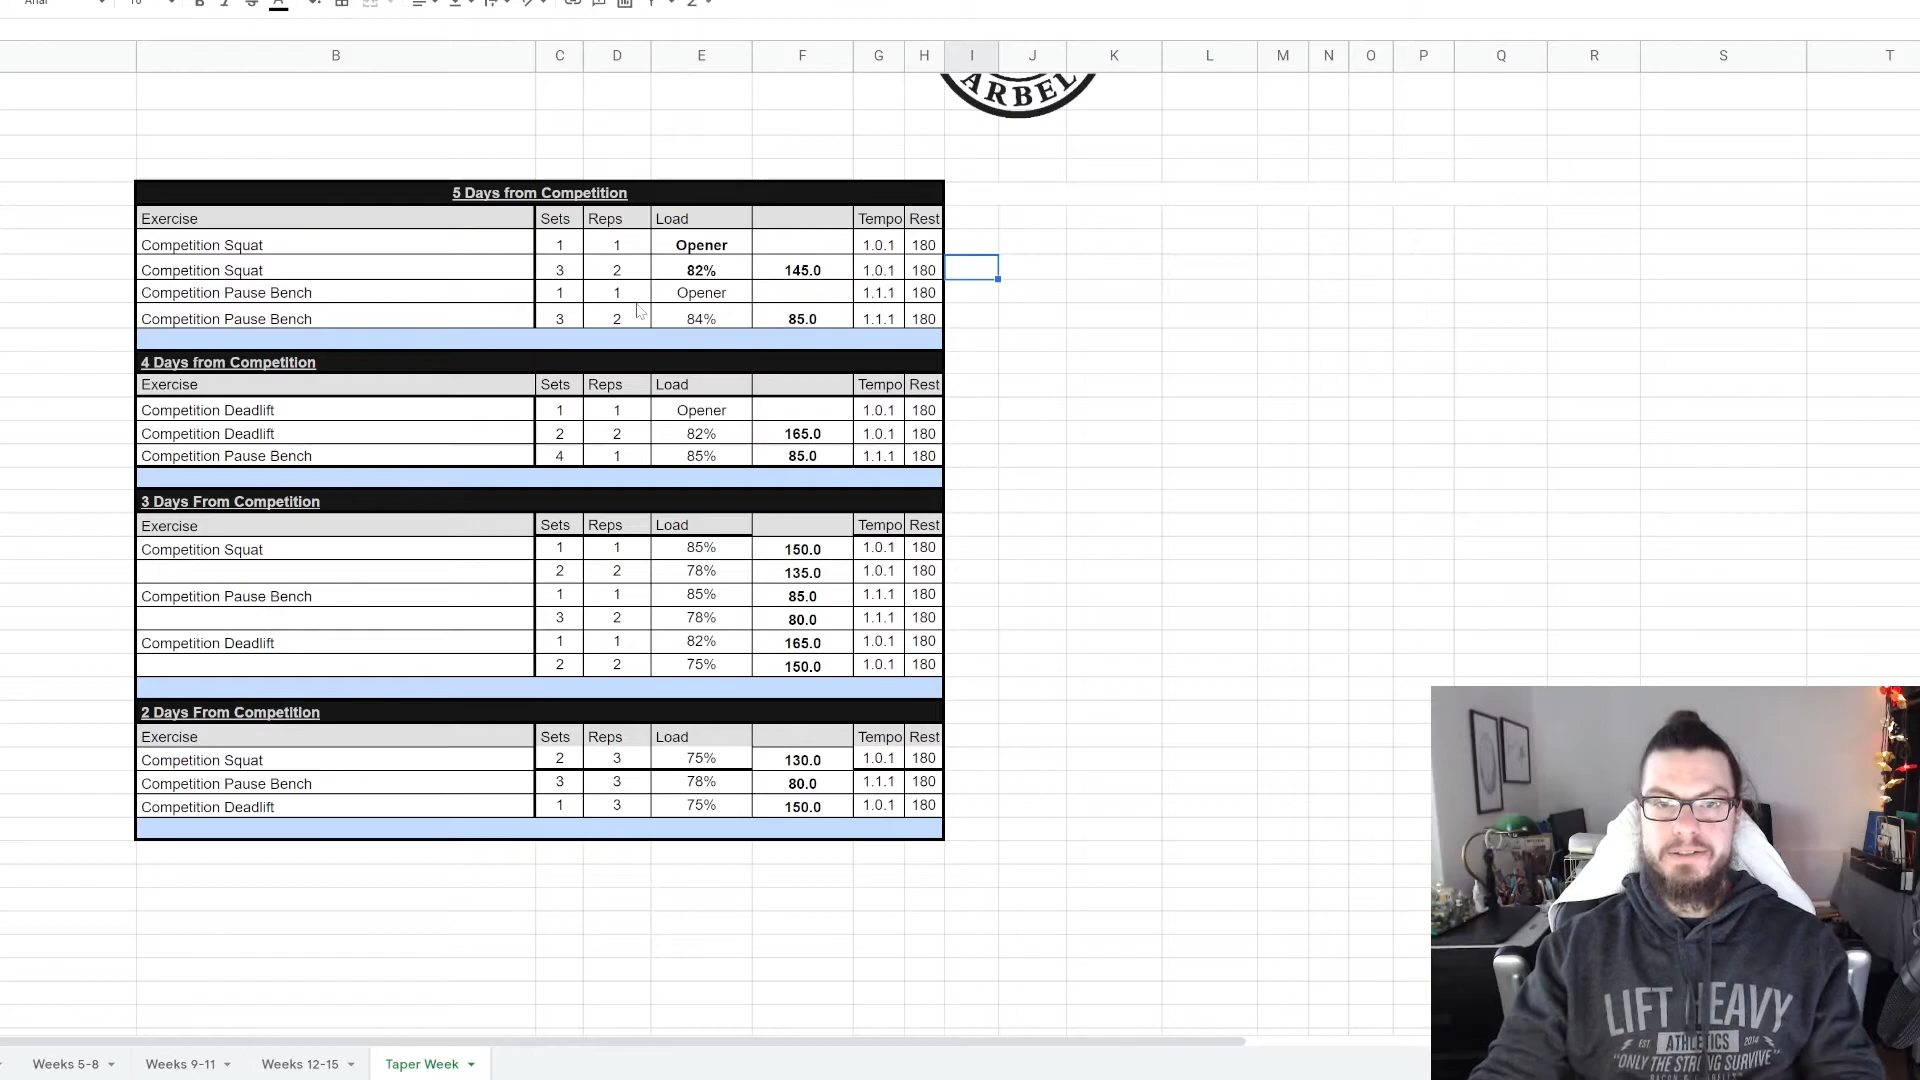 Arial 10 B I S A
B C D E F G H I J K L M N O P Q R S T
ARBEL
5 Days from Competition
Exercise Sets Reps Load Tempo Rest
Competition Squat 1 1 Opener 1.0.1 180
Competition Squat 3 2 82% 145.0 1.0.1 180
Competition Pause Bench 1 1 Opener 1.1.1 180
Competition Pause Bench 3 2 84% 85.0 1.1.1 180
4 Days from Competition
Exercise Sets Reps Load Tempo Rest
Competition Deadlift 1 1 Opener 1.0.1 180
Competition Deadlift 2 2 82% 165.0 1.0.1 180
Competition Pause Bench 4 1 85% 85.0 1.1.1 180
3 Days From Competition
Exercise Sets Reps Load Tempo Rest
Competition Squat 1 1 85% 150.0 1.0.1 180
2 2 78% 135.0 1.0.1 180
Competition Pause Bench 1 1 85% 85.0 1.1.1 180
3 2 78% 80.0 1.1.1 180
Competition Deadlift 1 1 82% 165.0 1.0.1 180
2 2 75% 150.0 1.0.1 180
2 Days From Competition
Exercise Sets Reps Load Tempo Rest
Competition Squat 2 3 75% 130.0 1.0.1 180
Competition Pause Bench 3 3 78% 80.0 1.1.1 180
Competition Deadlift 1 3 75% 150.0 1.0.1 180
Weeks 5-8 Weeks 9-11 Weeks 12-15 Taper Week
LIFT HEAVY
EST. ATHLETICS 2014
"ONLY THE STRONG SURVIVE"